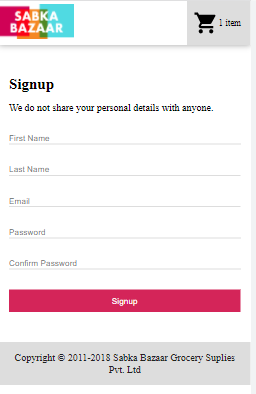 SABKA
BAZAAR
1 item
Signup
We do not share your personal details with anyone.
First Name
Last Name
Email
Password
Confirm Password
Signup
Copyright © 2011-2018 Sabka Bazaar Grocery Suplies
Pvt. Ltd